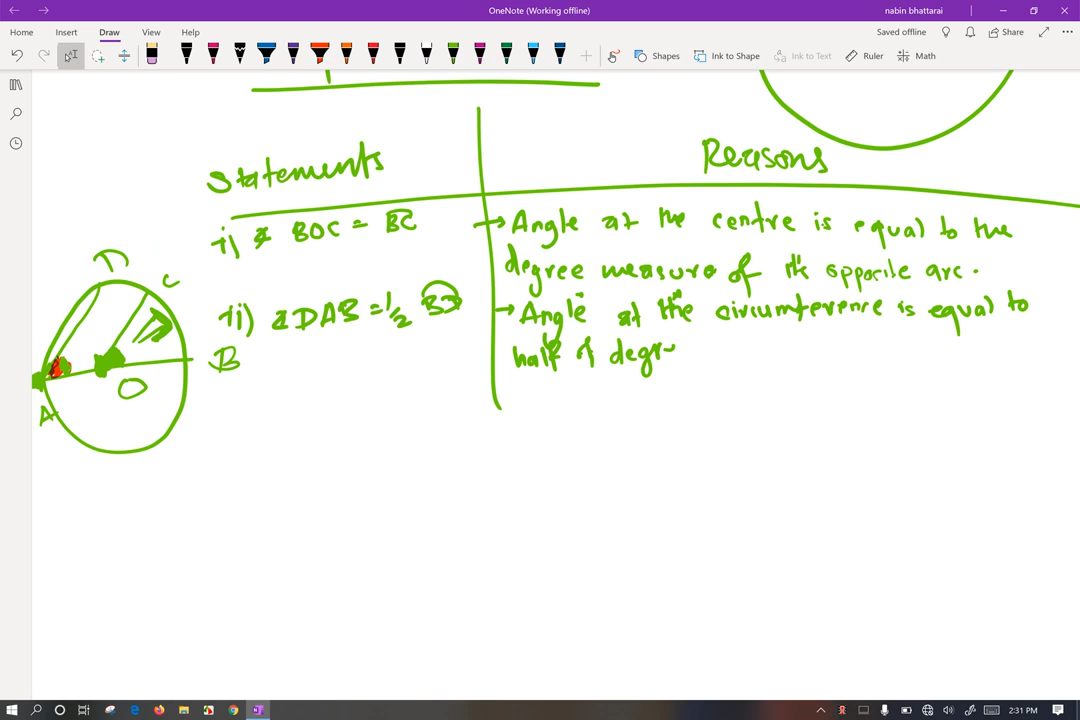 OneNote (Working offline)
nabin bhattarai
Home Insert Draw View Help
Saved offline
Share
Shapes
Ink to Shape
Ink to Text
Ruler
Math
Statements
Reasons
i) ∡ BOC = BC
→ Angle at the centre is equal to the
degree measure of it's opposite arc.
ii) ∡DAB = 1/2 BD
→ Angle at the circumference is equal to
half of degr
D
C
B
O
A
2:31 PM